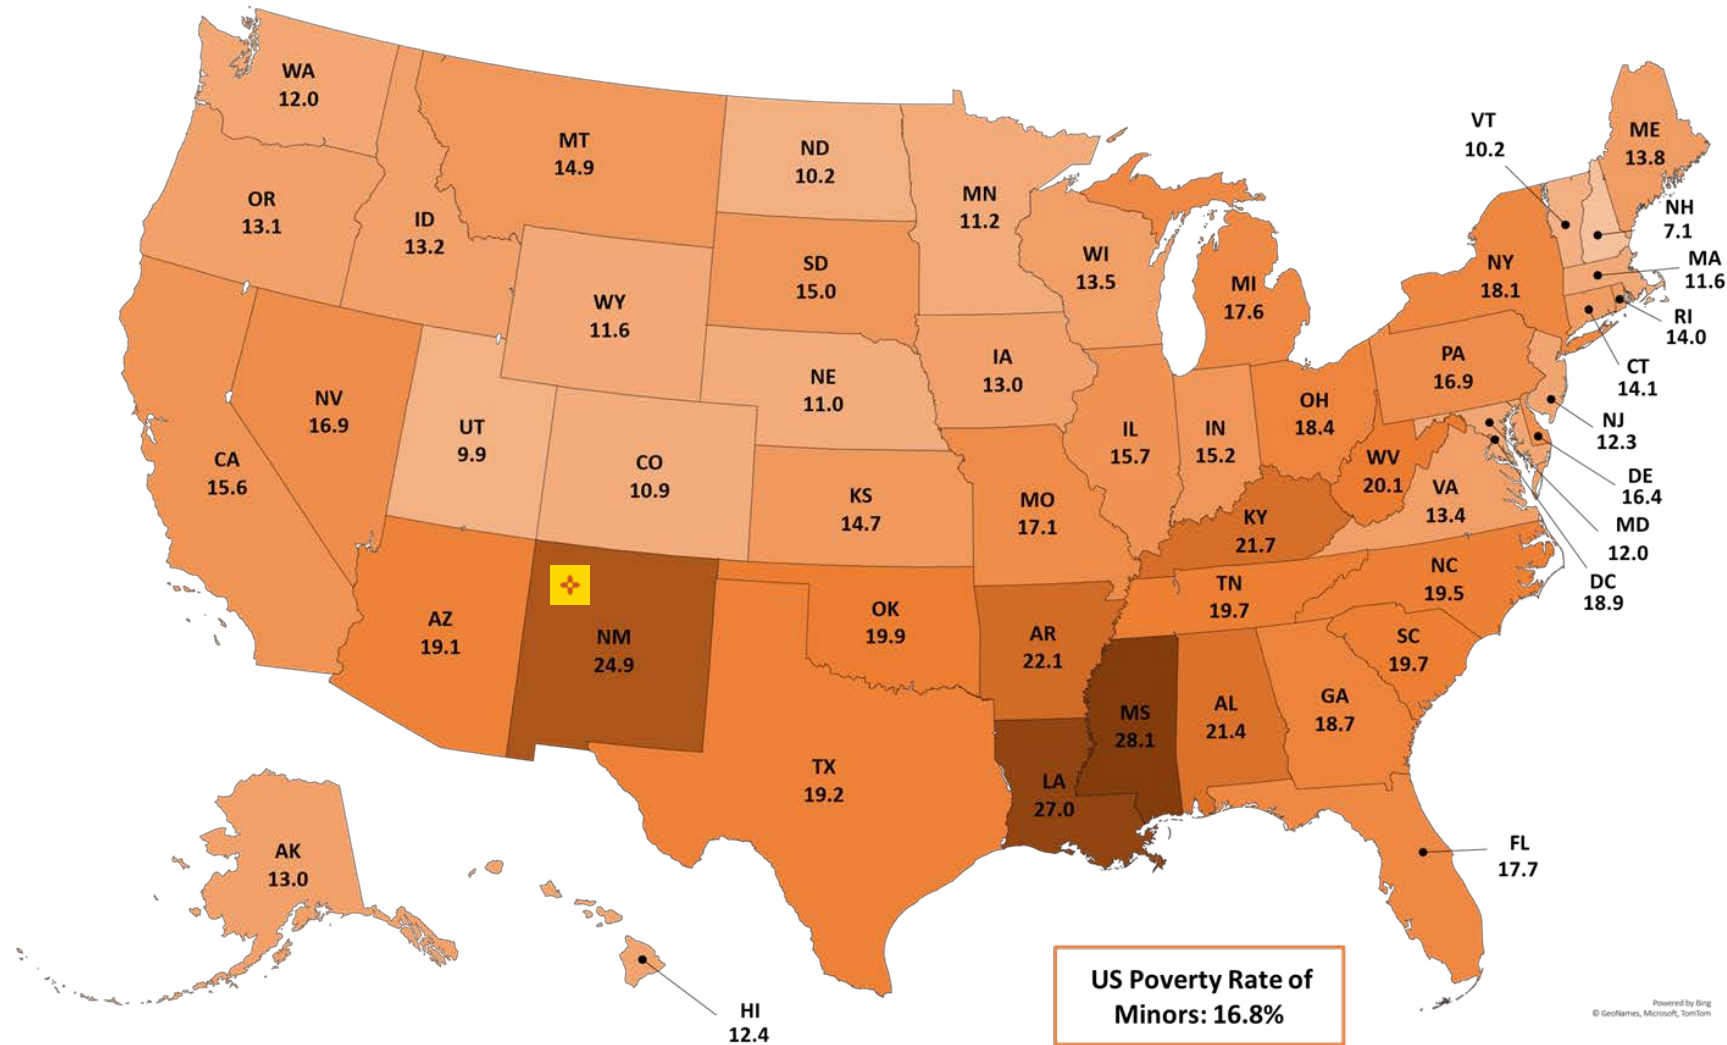 WA
12.0
MT
14.9
ND
10.2
MN
11.2
OR
13.1
ID
13.2
WY
11.6
SD
15.0
WI
13.5
MI
17.6
NV
16.9
UT
9.9
CO
10.9
NE
11.0
IA
13.0
CA
15.6
KS
14.7
MO
17.1
IL
15.7
IN
15.2
OH
18.4
PA
16.9
NY
18.1
VT
10.2
ME
13.8
NH
7.1
MA
11.6
RI
14.0
CT
14.1
NJ
12.3
DE
16.4
MD
12.0
DC
18.9
WV
20.1
VA
13.4
KY
21.7
TN
19.7
NC
19.5
SC
19.7
AZ
19.1
NM
24.9
OK
19.9
AR
22.1
TX
19.2
LA
27.0
MS
28.1
AL
21.4
GA
18.7
FL
17.7
AK
13.0
HI
12.4
US Poverty Rate of
Minors: 16.8%
Powered by Bing
© GeoNames, Microsoft, TomTom